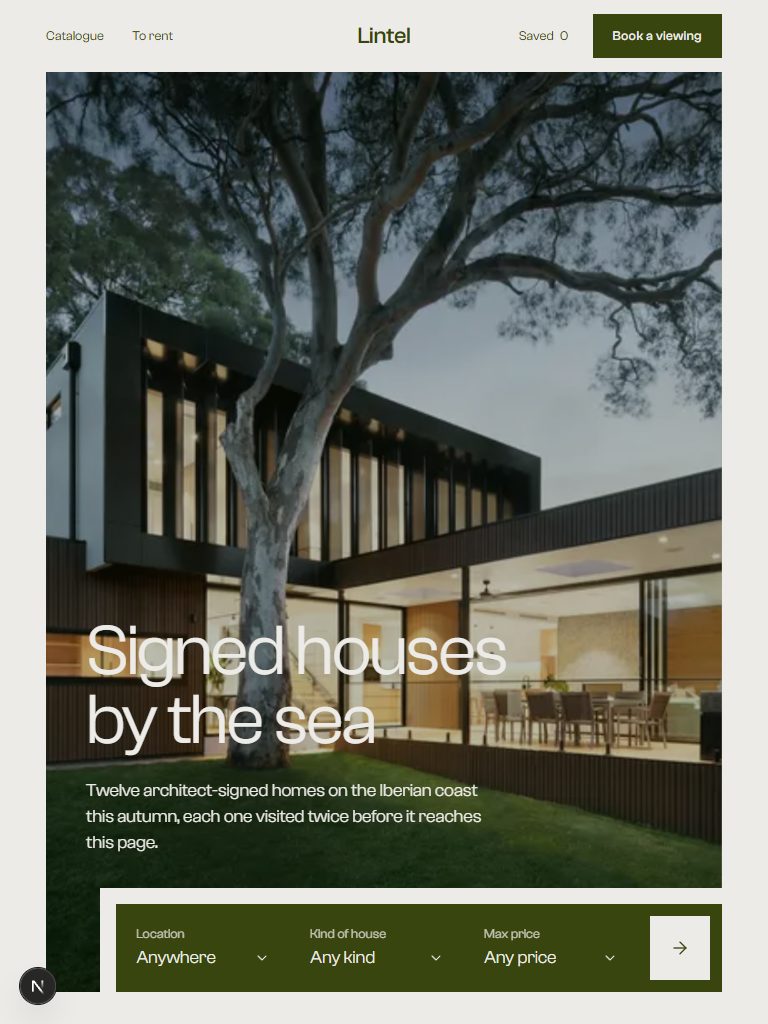 Catalogue
To rent
Lintel
Saved 0
Book a viewing
Signed houses
by the sea
Twelve architect-signed homes on the Iberian coast
this autumn, each one visited twice before it reaches
this page.
Location
Anywhere
Kind of house
Any kind
Max price
Any price
N